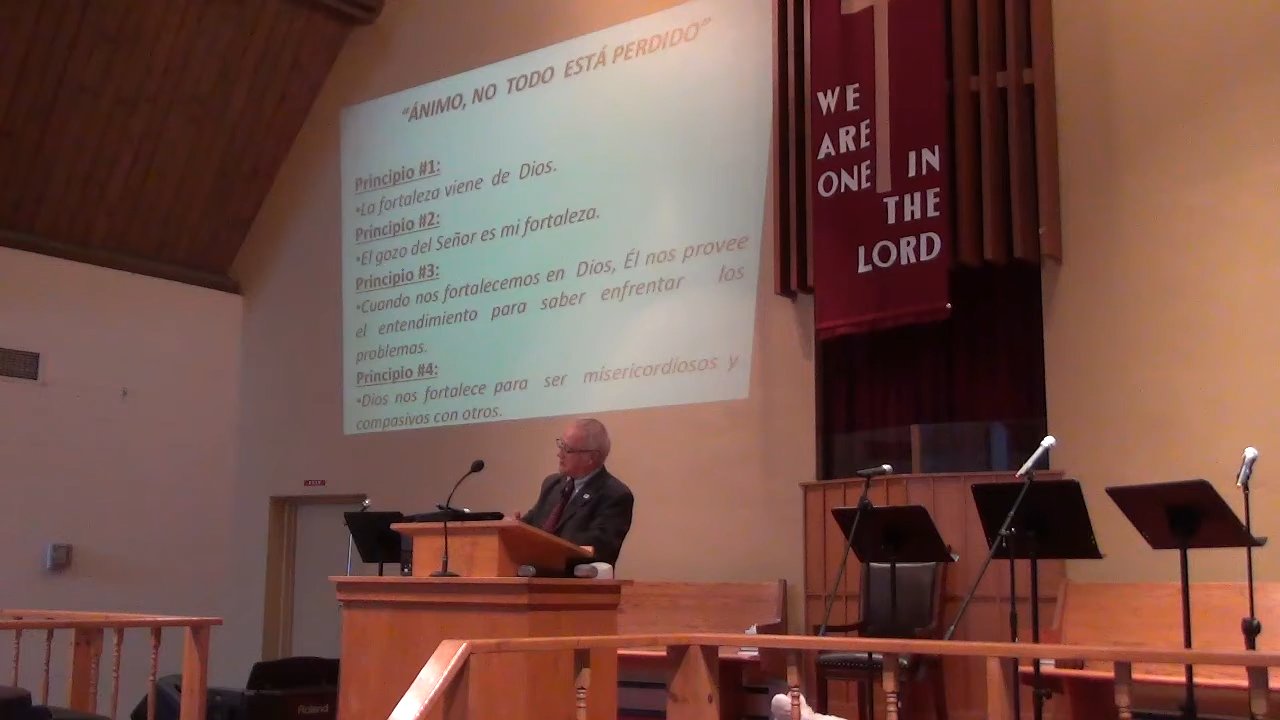 “ÁNIMO, NO TODO ESTÁ PERDIDO”
Principio #1:
•La fortaleza viene de Dios.
Principio #2:
•El gozo del Señor es mi fortaleza.
Principio #3:
•Cuando nos fortalecemos en Dios, Él nos provee
el entendimiento para saber enfrentar los
problemas.
Principio #4:
•Dios nos fortalece para ser misericordiosos y
compasivos con otros.
WE
ARE
ONE IN
THE
LORD
Roland